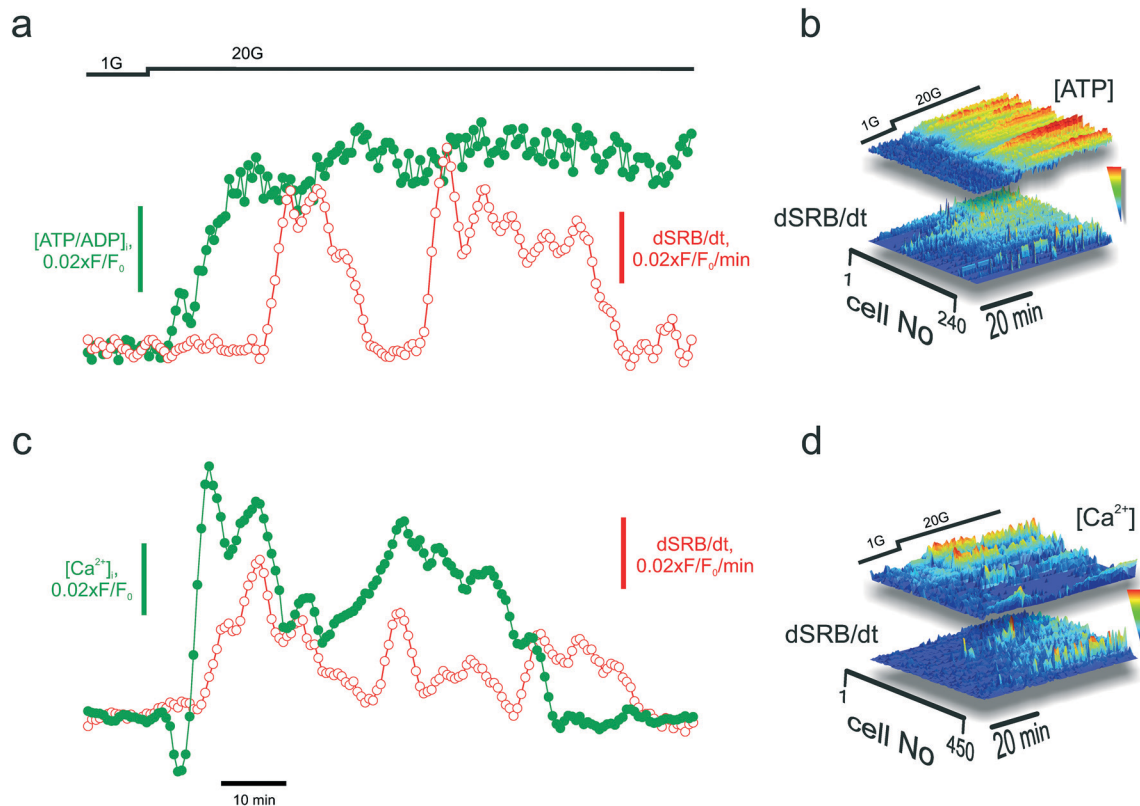 a
1G
20G
[ATP/ADP]i,
0.02xF/F0
dSRB/dt,
0.02xF/F0/min
b
1G
20G
[ATP]
dSRB/dt
1
cell No
240
20 min
c
[Ca2+]i,
0.02xF/F0
dSRB/dt,
0.02xF/F0/min
10 min
d
1G
20G
[Ca2+]
dSRB/dt
1
cell No
450
20 min